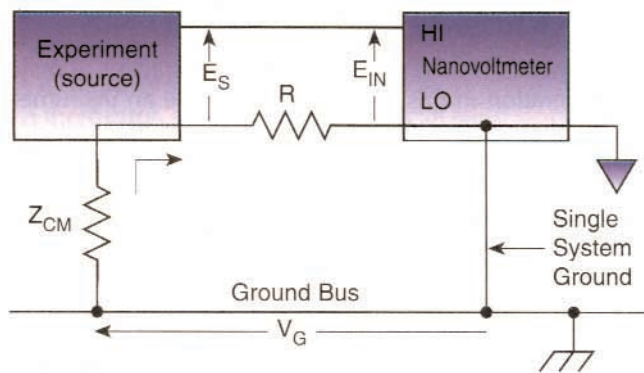 Experiment
(source)
E_S
R
E_IN
HI
Nanovoltmeter
LO
Z_CM
Single
System
Ground
Ground Bus
V_G